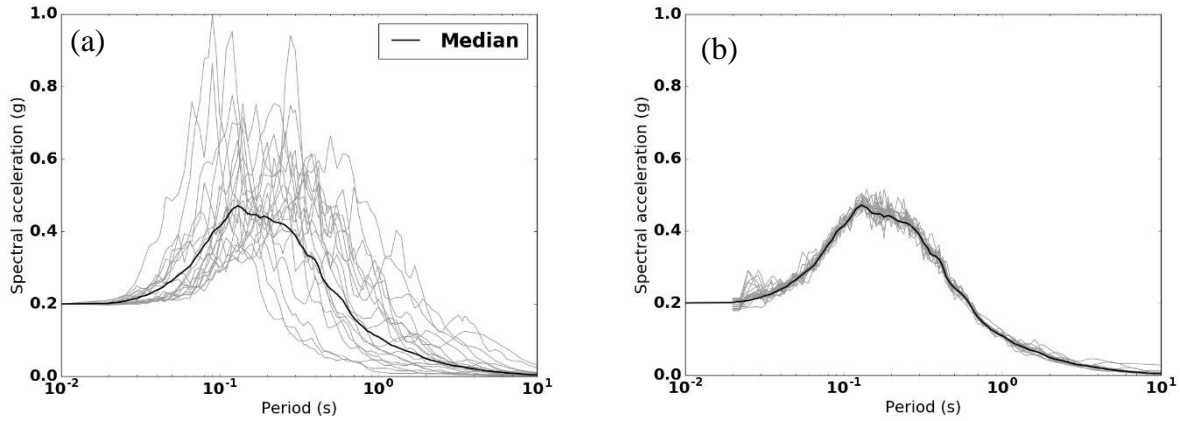 (a)
Median
1.0
0.8
0.6
0.4
0.2
0.0
Spectral acceleration (g)
10⁻² 10⁻¹ 10⁰ 10¹
Period (s)
(b)
1.0
0.8
0.6
0.4
0.2
0.0
Spectral acceleration (g)
10⁻² 10⁻¹ 10⁰ 10¹
Period (s)